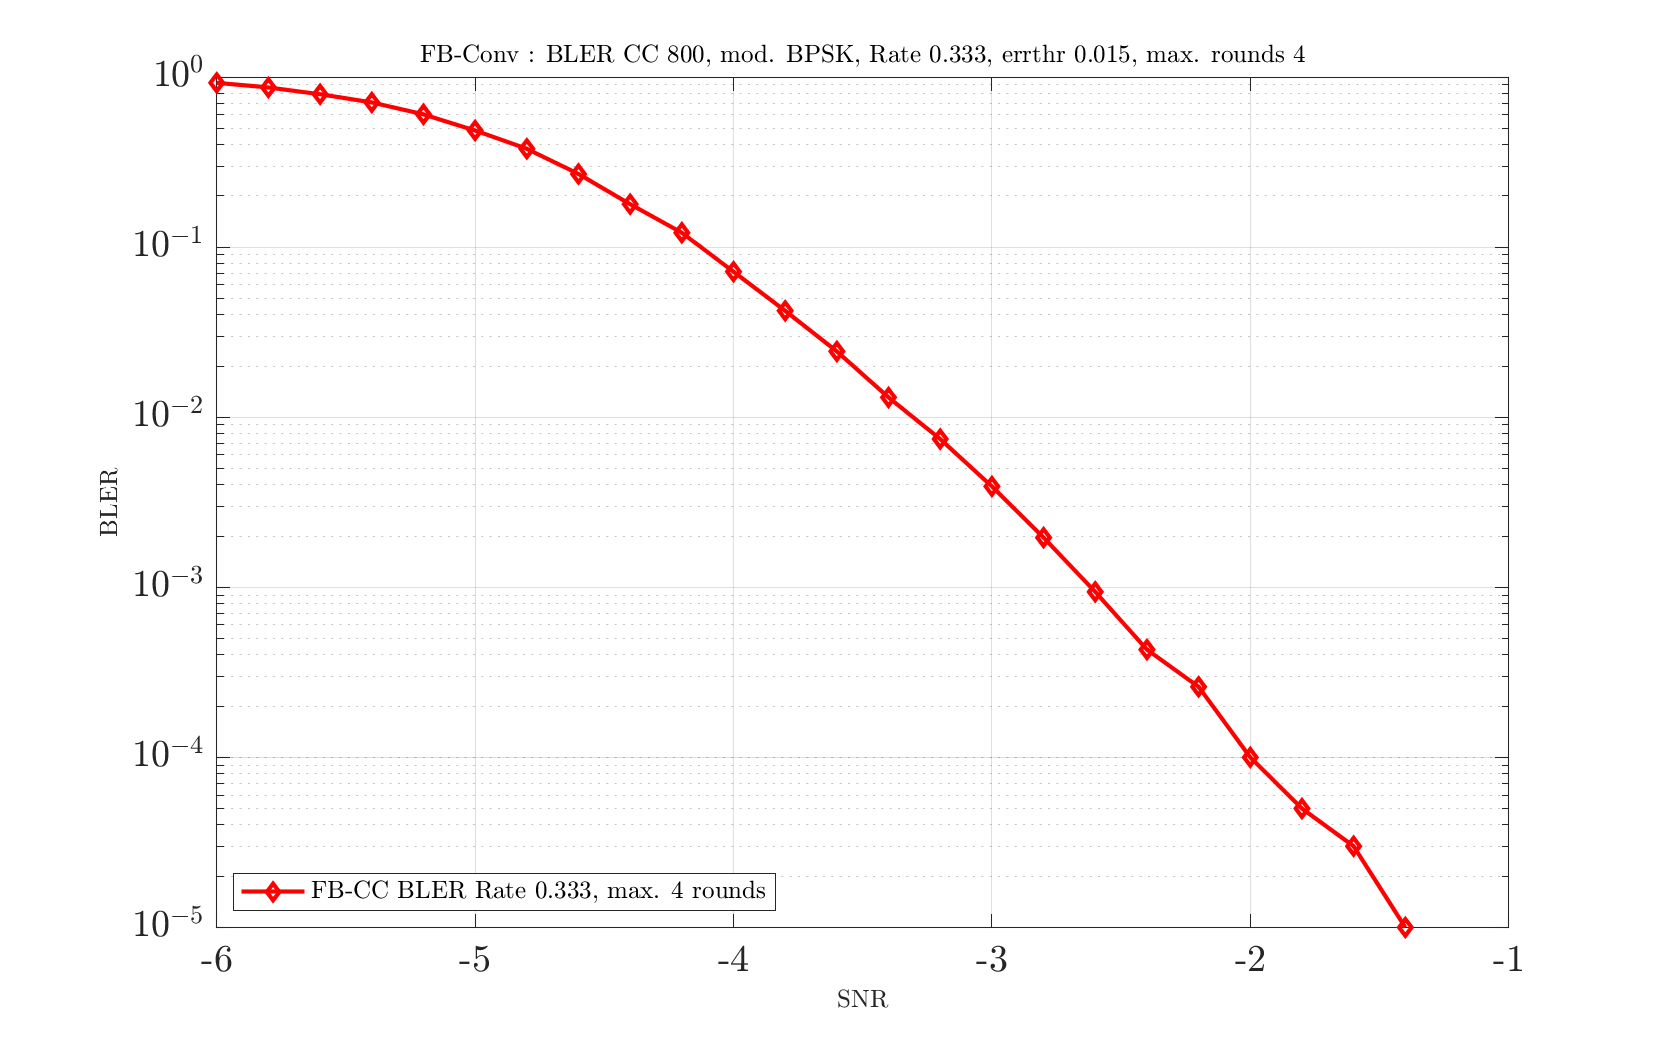 FB-Conv : BLER CC 800, mod. BPSK, Rate 0.333, errthr 0.015, max. rounds 4
10^0
10^-1
10^-2
10^-3
10^-4
10^-5
BLER
FB-CC BLER Rate 0.333, max. 4 rounds
-6 -5 -4 -3 -2 -1
SNR